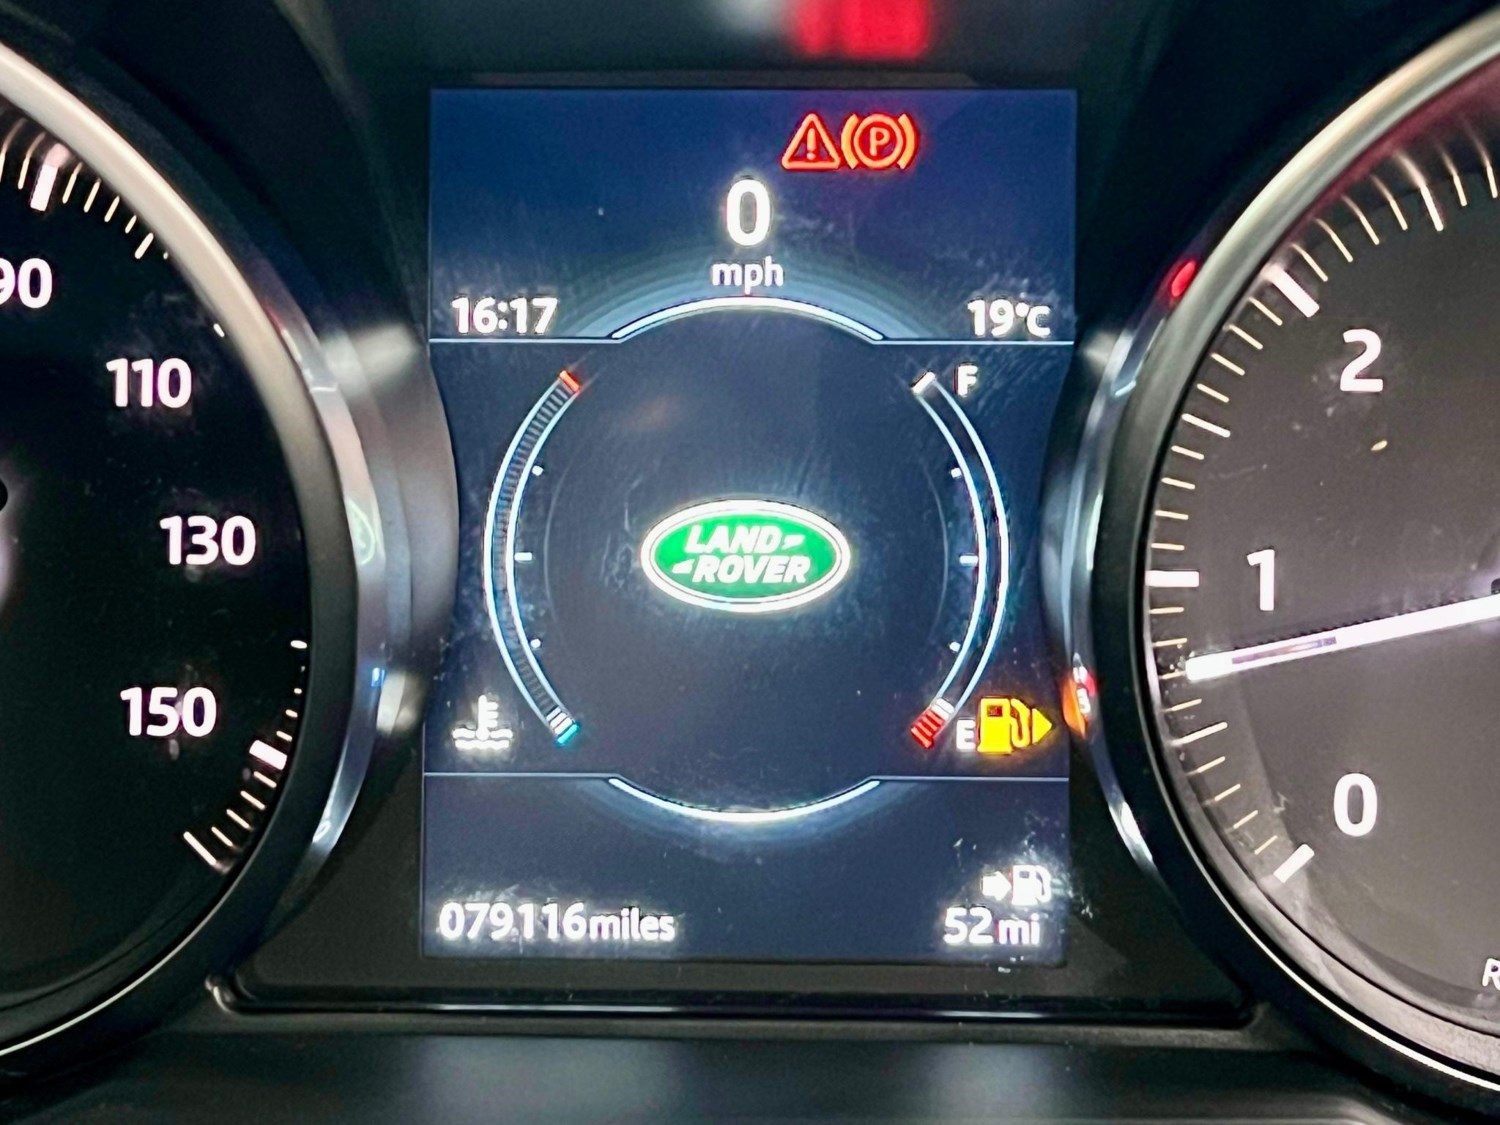 P
0
mph
16:17
19°C
F
90
110
130
150
LAND
ROVER
2
1
0
E
079116miles
52mi